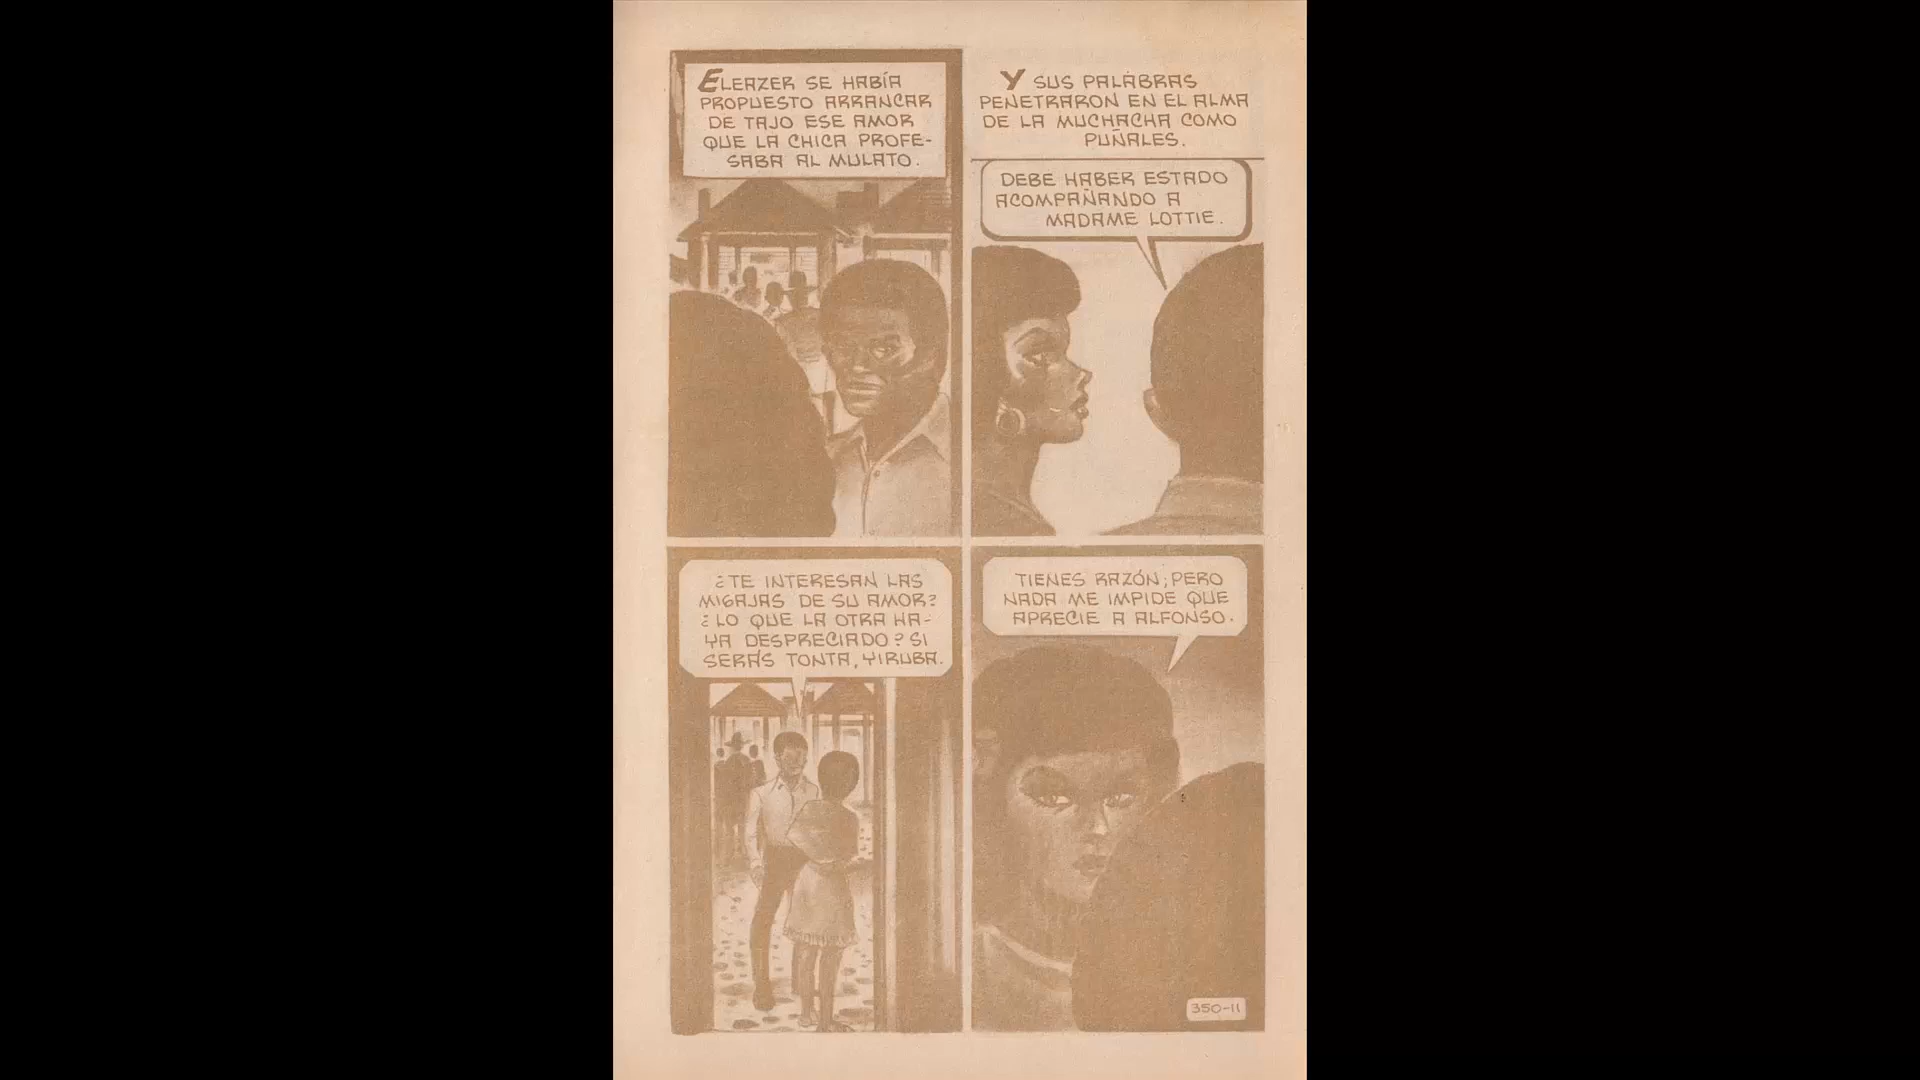 ELEAZER SE HABÍA
PROPUESTO ARRANCAR
DE TAJO ESE AMOR
QUE LA CHICA PROFE-
SABA AL MULATO.
Y SUS PALABRAS
PENETRARON EN EL ALMA
DE LA MUCHACHA COMO
PUÑALES.
DEBE HABER ESTADO
ACOMPAÑANDO A
MADAME LOTTIE.
¿TE INTERESAN LAS
MIGAJAS DE SU AMOR?
¿LO QUE LA OTRA HA-
YA DESPRECIADO? SI
SERÁS TONTA, YIRUBA.
TIENES RAZÓN; PERO
NADA ME IMPIDE QUE
APRECIE A ALFONSO.
350-11